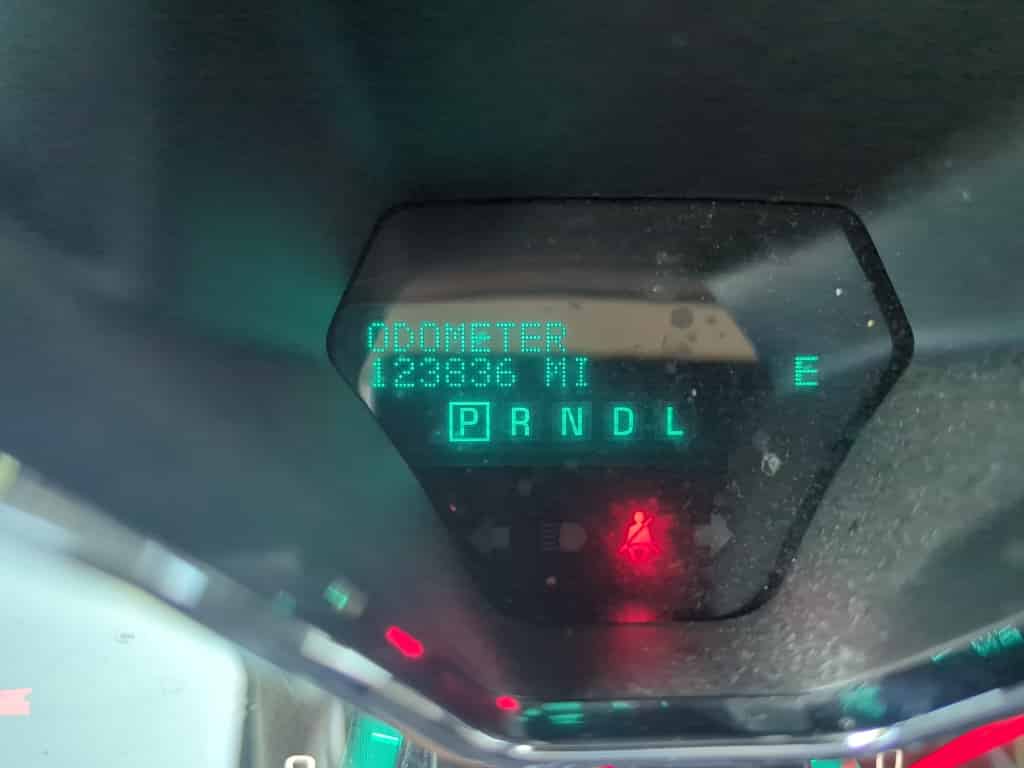 ODOMETER
123836 MI E
P R N D L